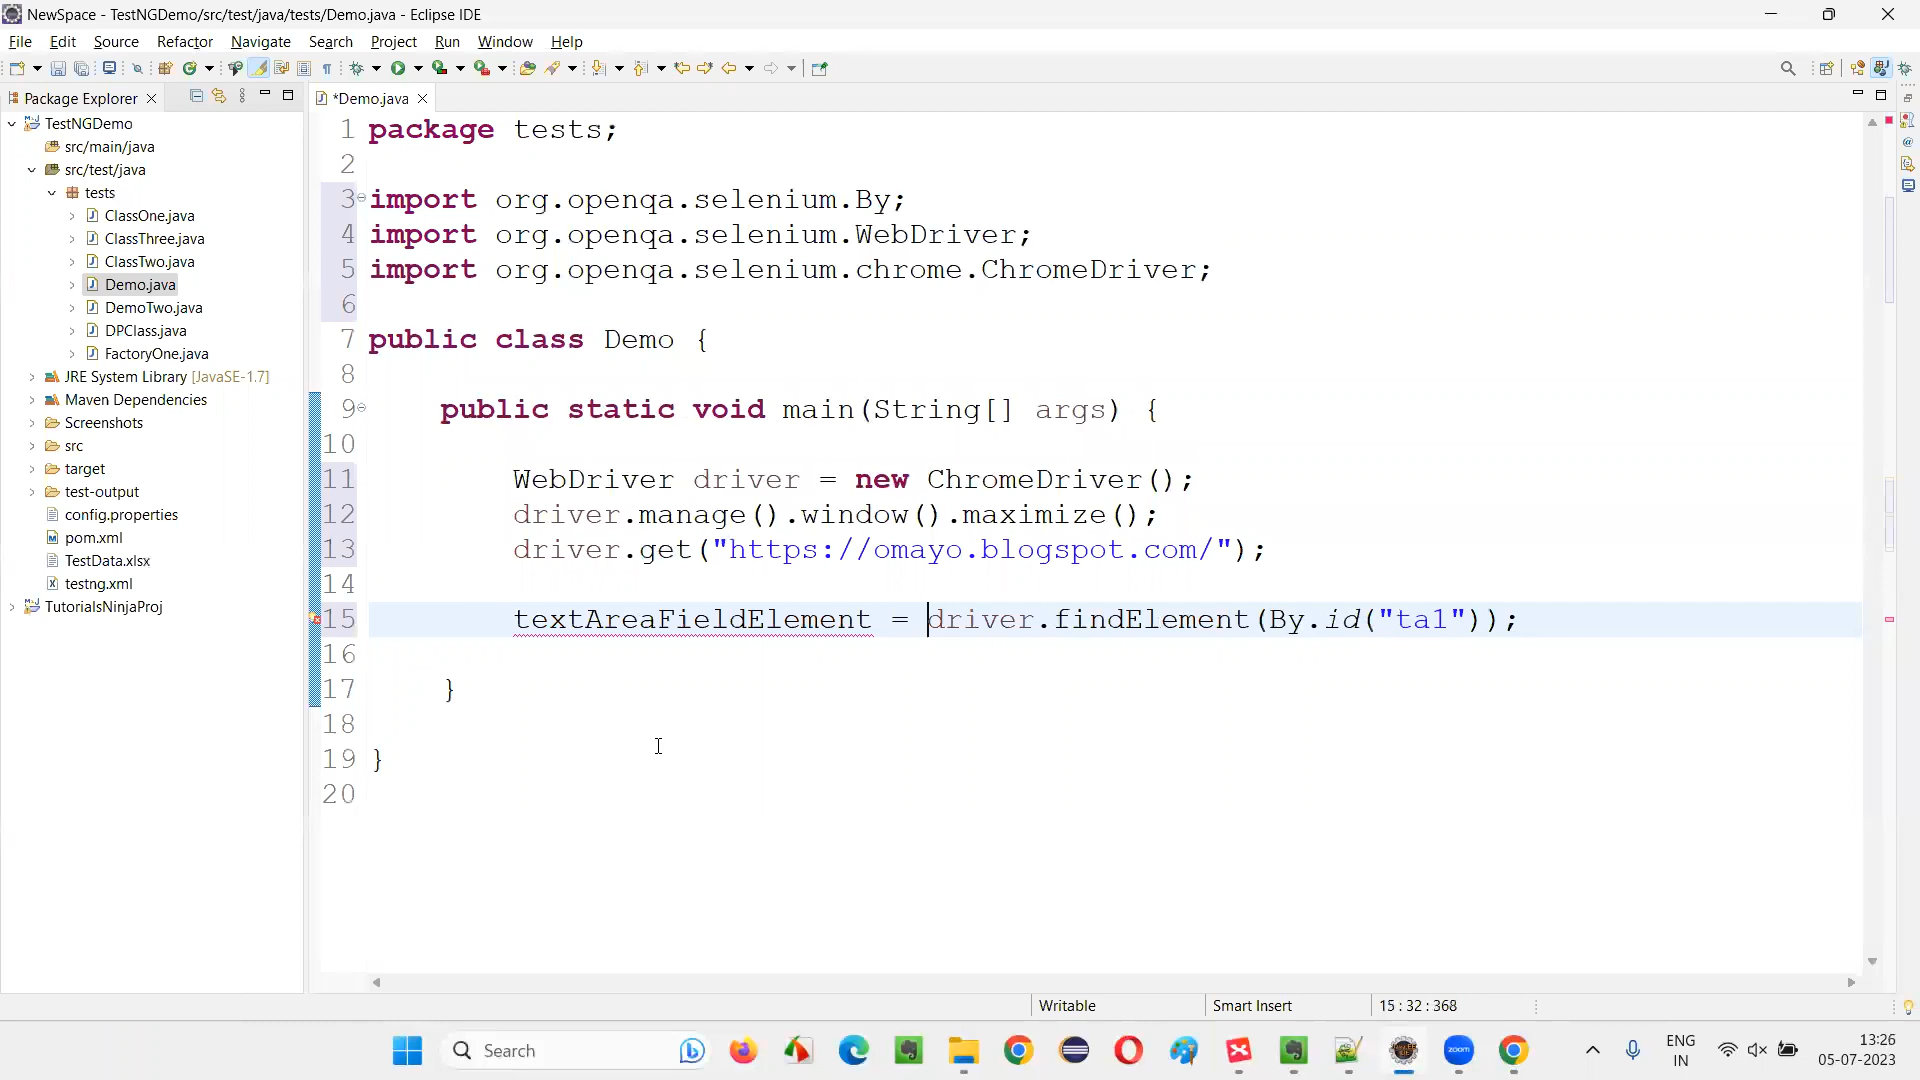 NewSpace - TestNGDemo/src/test/java/tests/Demo.java - Eclipse IDE
File Edit Source Refactor Navigate Search Project Run Window Help
Package Explorer
*Demo.java
TestNGDemo
src/main/java
src/test/java
tests
ClassOne.java
ClassThree.java
ClassTwo.java
Demo.java
DemoTwo.java
DPClass.java
FactoryOne.java
JRE System Library [JavaSE-1.7]
Maven Dependencies
Screenshots
src
target
test-output
config.properties
pom.xml
TestData.xlsx
testng.xml
TutorialsNinjaProj
1 package tests;
2
3 import org.openqa.selenium.By;
4 import org.openqa.selenium.WebDriver;
5 import org.openqa.selenium.chrome.ChromeDriver;
6
7 public class Demo {
8
9 public static void main(String[] args) {
10
11 WebDriver driver = new ChromeDriver();
12 driver.manage().window().maximize();
13 driver.get("https://omayo.blogspot.com/");
14
15 textAreaFieldElement = driver.findElement(By.id("ta1"));
16
17 }
18
19 }
20
Writable
Smart Insert
15 : 32 : 368
Search
zoom
ENG
IN
13:26
05-07-2023